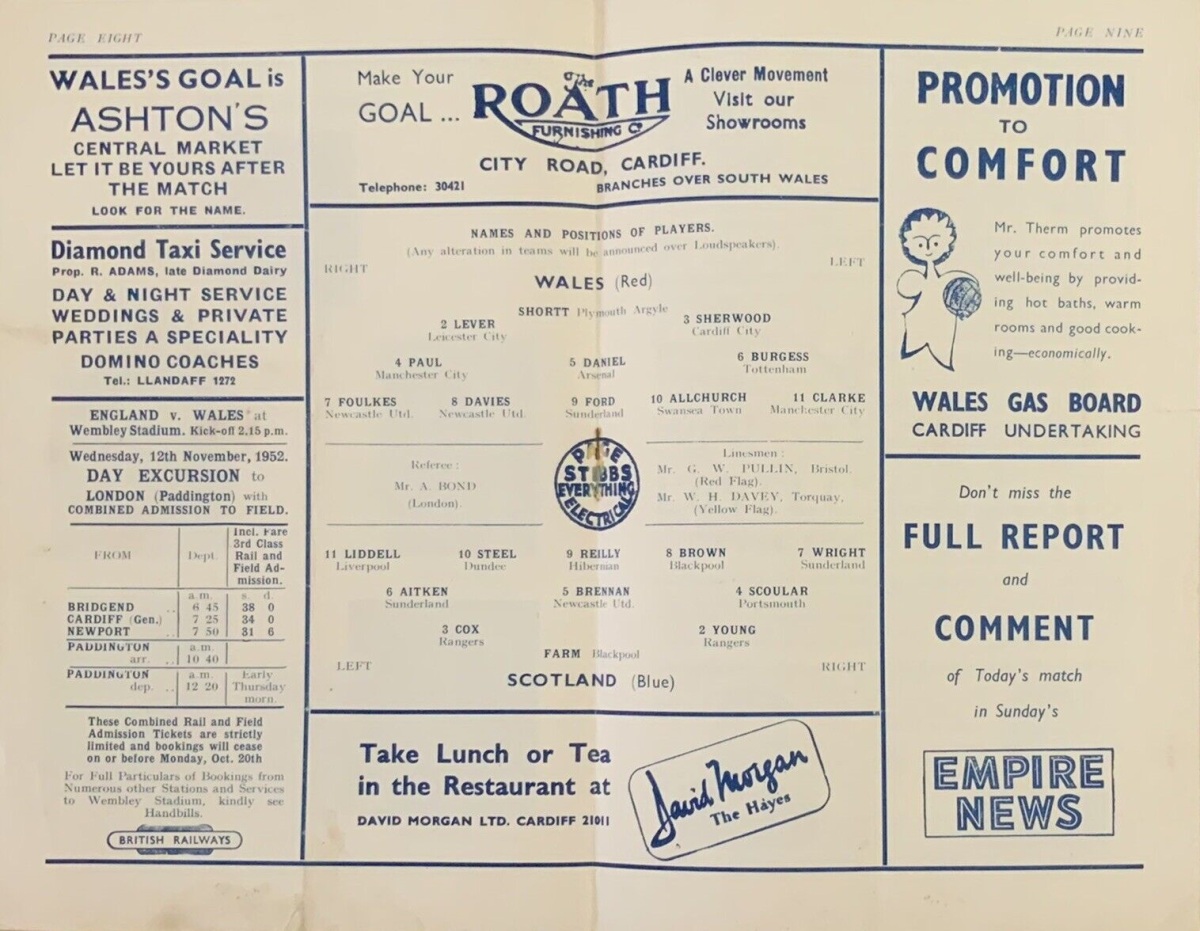 PAGE EIGHT
PAGE NINE
WALES'S GOAL is
ASHTON'S
CENTRAL MARKET
LET IT BE YOURS AFTER
THE MATCH
LOOK FOR THE NAME.
Diamond Taxi Service
Prop. R. ADAMS, late Diamond Dairy
DAY & NIGHT SERVICE
WEDDINGS & PRIVATE
PARTIES A SPECIALITY
DOMINO COACHES
Tel.: LLANDAFF 1272
ENGLAND v. WALES at
Wembley Stadium. Kick-off 2.15 p.m.
Wednesday, 12th November, 1952.
DAY EXCURSION to
LONDON (Paddington) with
COMBINED ADMISSION TO FIELD.
FROM Dept. Incl. Fare
3rd Class
Rail and
Field Ad-
mission.
a.m. s. d.
BRIDGEND .. 6 45 38 0
CARDIFF (Gen.) 7 25 34 0
NEWPORT .. 7 50 31 6
PADDINGTON a.m.
arr. .. 10 40
PADDINGTON a.m. Early
dep. .. 12 20 Thursday
morn.
These Combined Rail and Field
Admission Tickets are strictly
limited and bookings will cease
on or before Monday, Oct. 20th
For Full Particulars of Bookings from
Numerous other Stations and Services
to Wembley Stadium, kindly see
Handbills.
BRITISH RAILWAYS
Make Your
GOAL ...
The
ROATH
FURNISHING Co
A Clever Movement
Visit our
Showrooms
CITY ROAD, CARDIFF.
Telephone: 30421 BRANCHES OVER SOUTH WALES
NAMES AND POSITIONS OF PLAYERS.
(Any alteration in teams will be announced over Loudspeakers).
RIGHT LEFT
WALES (Red)
SHORTT Plymouth Argyle
2 LEVER 3 SHERWOOD
Leicester City Cardiff City
4 PAUL 5 DANIEL 6 BURGESS
Manchester City Arsenal Tottenham
7 FOULKES 8 DAVIES 9 FORD 10 ALLCHURCH 11 CLARKE
Newcastle Utd. Newcastle Utd. Sunderland Swansea Town Manchester City
Referee :
Mr. A. BOND
(London).
PAGE
STIBBS
EVERYTHING
ELECTRICAL
Linesmen :
Mr. G. W. PULLIN, Bristol.
(Red Flag).
Mr. W. H. DAVEY, Torquay.
(Yellow Flag).
11 LIDDELL 10 STEEL 9 REILLY 8 BROWN 7 WRIGHT
Liverpool Dundee Hibernian Blackpool Sunderland
6 AITKEN 5 BRENNAN 4 SCOULAR
Sunderland Newcastle Utd. Portsmouth
3 COX 2 YOUNG
Rangers Rangers
FARM Blackpool
LEFT RIGHT
SCOTLAND (Blue)
Take Lunch or Tea
in the Restaurant at
DAVID MORGAN LTD. CARDIFF 21011
David Morgan
The Hayes
PROMOTION
TO
COMFORT
Mr. Therm promotes
your comfort and
well-being by provid-
ing hot baths, warm
rooms and good cook-
ing—economically.
WALES GAS BOARD
CARDIFF UNDERTAKING
Don't miss the
FULL REPORT
and
COMMENT
of Today's match
in Sunday's
EMPIRE
NEWS